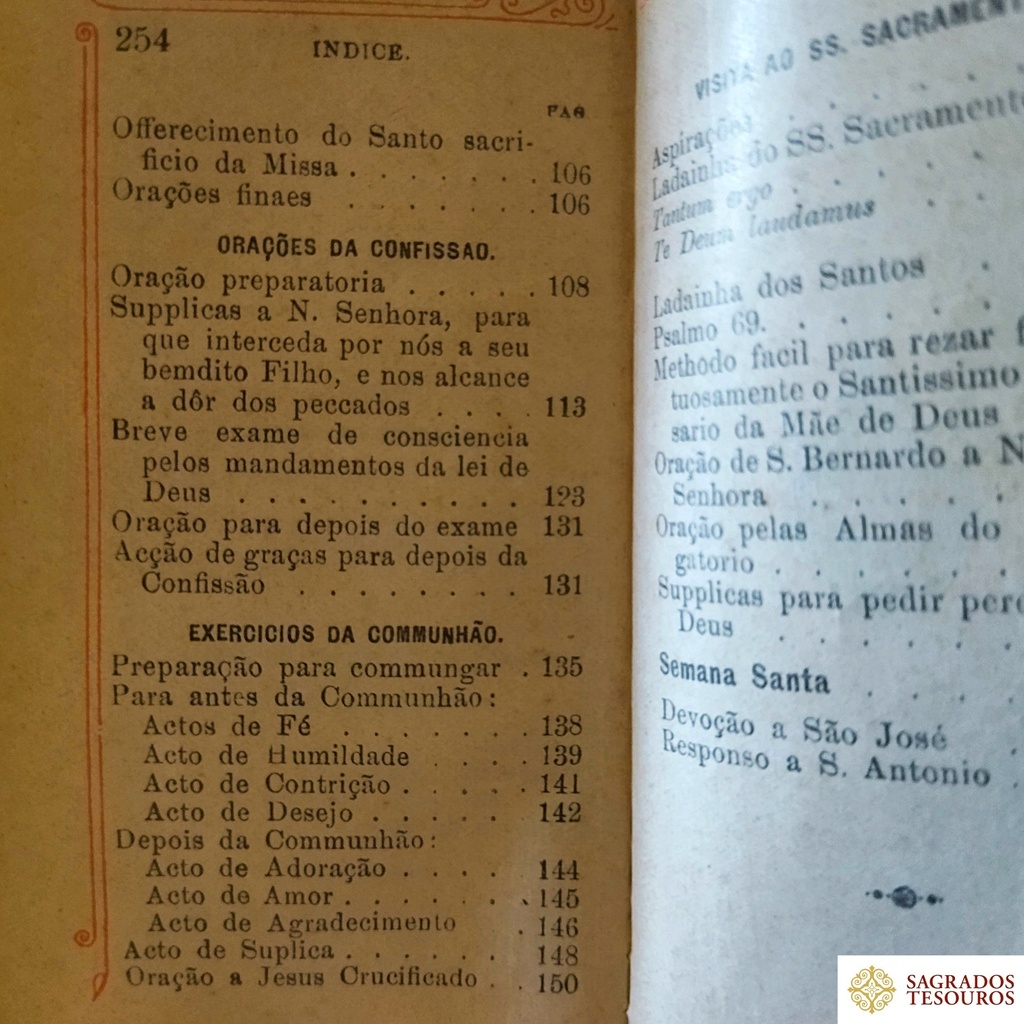 254 INDICE.
PAG
Offerecimento do Santo sacri-
ficio da Missa . . . . . . . 106
Orações finaes . . . . . . . 106
ORAÇÕES DA CONFISSAO.
Oração preparatoria . . . . . 108
Supplicas a N. Senhora, para
que interceda por nós a seu
bemdito Filho, e nos alcance
a dôr dos peccados . . . . 113
Breve exame de consciencia
pelos mandamentos da lei de
Deus . . . . . . . . . . 123
Oração para depois do exame 131
Acção de graças para depois da
Confissão . . . . . . . . 131
EXERCICIOS DA COMMUNHÃO.
Preparação para commungar . 135
Para antes da Communhão:
Actos de Fé . . . . . . . 138
Acto de Humildade . . . . 139
Acto de Contrição . . . . . 141
Acto de Desejo . . . . . 142
Depois da Communhão:
Acto de Adoração . . . . 144
Acto de Amor . . . . . . . 145
Acto de Agradecimento . 146
Acto de Suplica . . . . . . 148
Oração a Jesus Crucificado . . 150
VISITA AO SS. SACRAMENT
Aspirações . . . . .
Ladainha do SS. Sacramento
Tantum ergo . . . . .
Te Deum laudamus . .
Ladainha dos Santos .
Psalmo 69. . . . . .
Methodo facil para rezar f
tuosamente o Santissimo
sario da Mãe de Deus
Oração de S. Bernardo a N
Senhora . . . . .
Oração pelas Almas do
gatorio . . . . . .
Supplicas para pedir perd
Deus . . . . . .
Semana Santa . . . .
Devoção a São José .
Responso a S. Antonio .
SAGRADOS
TESOUROS